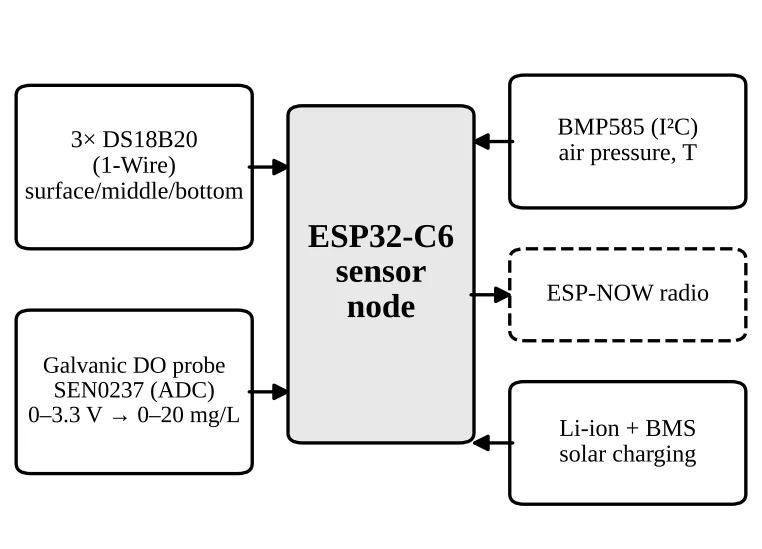 3× DS18B20
(1-Wire)
surface/middle/bottom
Galvanic DO probe
SEN0237 (ADC)
0–3.3 V → 0–20 mg/L
ESP32-C6
sensor
node
BMP585 (I²C)
air pressure, T
ESP-NOW radio
Li-ion + BMS
solar charging